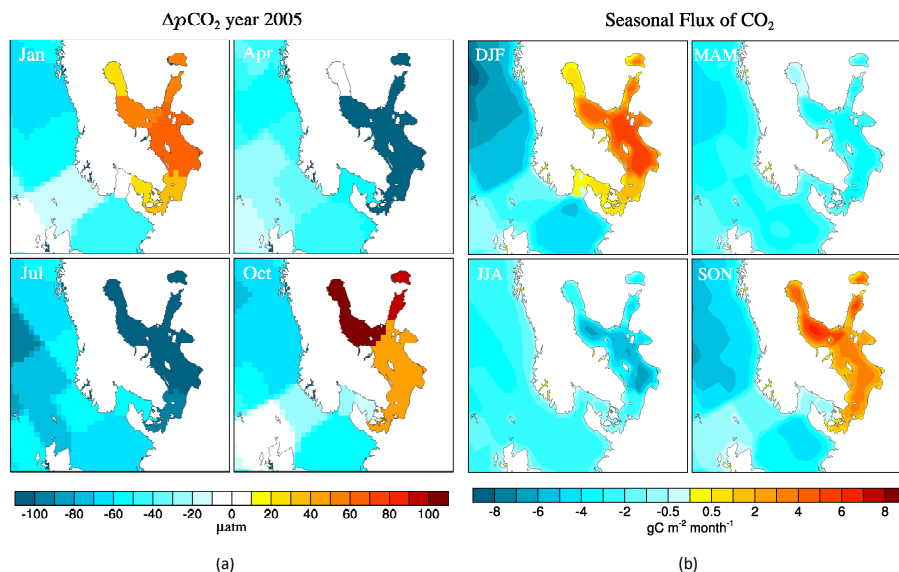 ΔpCO₂ year 2005
Seasonal Flux of CO₂
Jan
Apr
DJF
MAM
Jul
Oct
JJA
SON
-100 -80 -60 -40 -20 0 20 40 60 80 100
µatm
-8 -6 -4 -2 -0.5 0.5 2 4 6 8
gC m⁻² month⁻¹
(a)
(b)